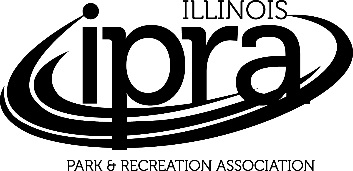 ILLINOIS
ipra
PARK & RECREATION ASSOCIATION